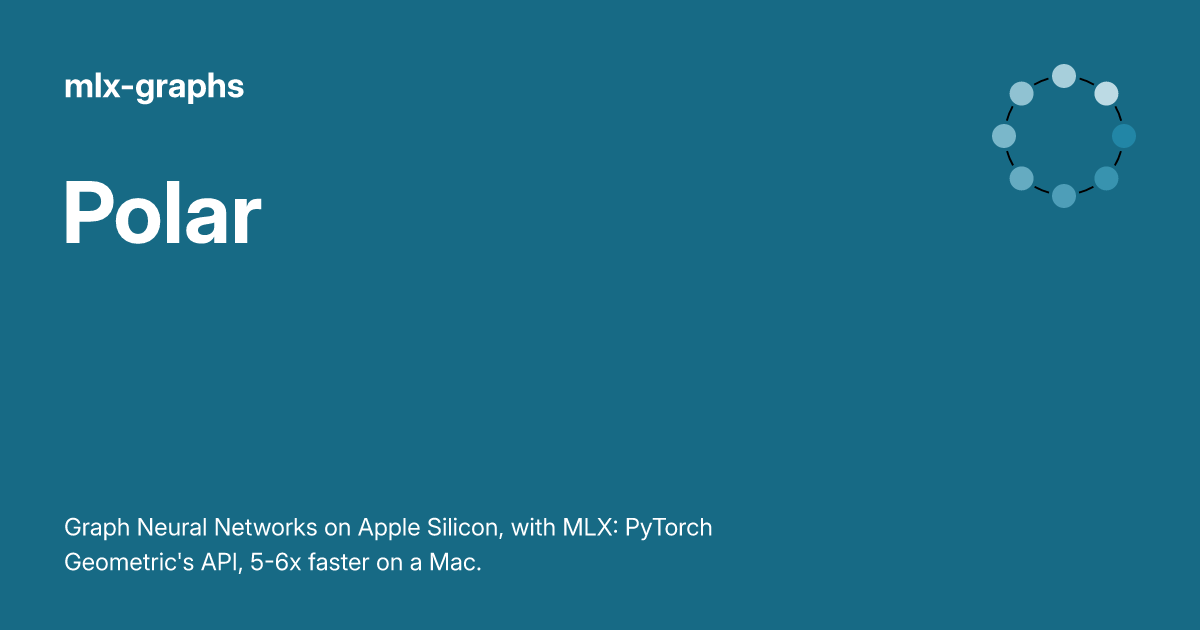 mlx-graphs
Polar
Graph Neural Networks on Apple Silicon, with MLX: PyTorch
Geometric's API, 5-6x faster on a Mac.